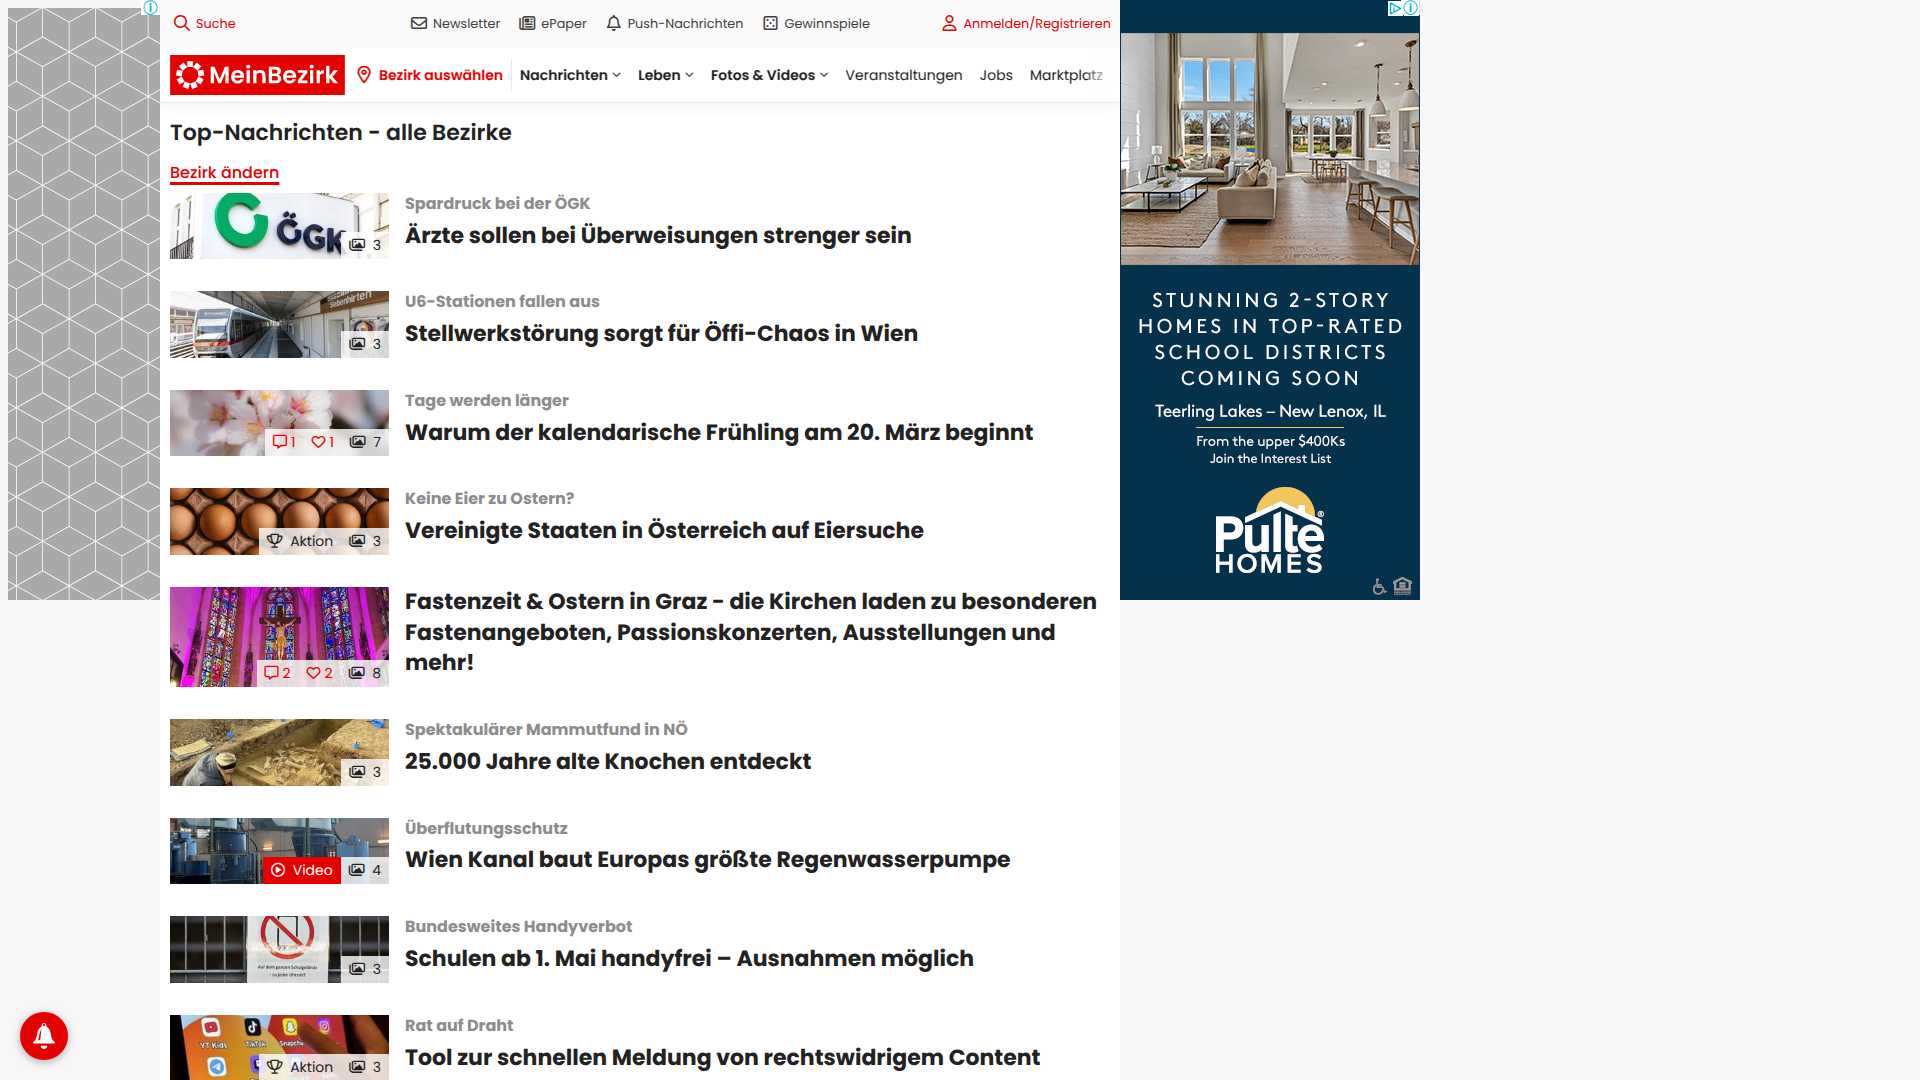 Suche
Newsletter
ePaper
Push-Nachrichten
Gewinnspiele
Anmelden/Registrieren
MeinBezirk
Bezirk auswählen
Nachrichten
Leben
Fotos & Videos
Veranstaltungen
Jobs
Marktplatz
Top-Nachrichten - alle Bezirke
Bezirk ändern
ÖGK
3
Spardruck bei der ÖGK
Ärzte sollen bei Überweisungen strenger sein
Siebenhirten
3
U6-Stationen fallen aus
Stellwerkstörung sorgt für Öffi-Chaos in Wien
1
1
7
Tage werden länger
Warum der kalendarische Frühling am 20. März beginnt
Aktion
3
Keine Eier zu Ostern?
Vereinigte Staaten in Österreich auf Eiersuche
2
2
8
Fastenzeit & Ostern in Graz - die Kirchen laden zu besonderen
Fastenangeboten, Passionskonzerten, Ausstellungen und
mehr!
3
Spektakulärer Mammutfund in NÖ
25.000 Jahre alte Knochen entdeckt
Video
4
Überflutungsschutz
Wien Kanal baut Europas größte Regenwasserpumpe
3
Bundesweites Handyverbot
Schulen ab 1. Mai handyfrei – Ausnahmen möglich
YT Kids
TikTok
Aktion
3
Rat auf Draht
Tool zur schnellen Meldung von rechtswidrigem Content
STUNNING 2-STORY
HOMES IN TOP-RATED
SCHOOL DISTRICTS
COMING SOON
Teerling Lakes – New Lenox, IL
From the upper $400Ks
Join the Interest List
Pulte®
HOMES